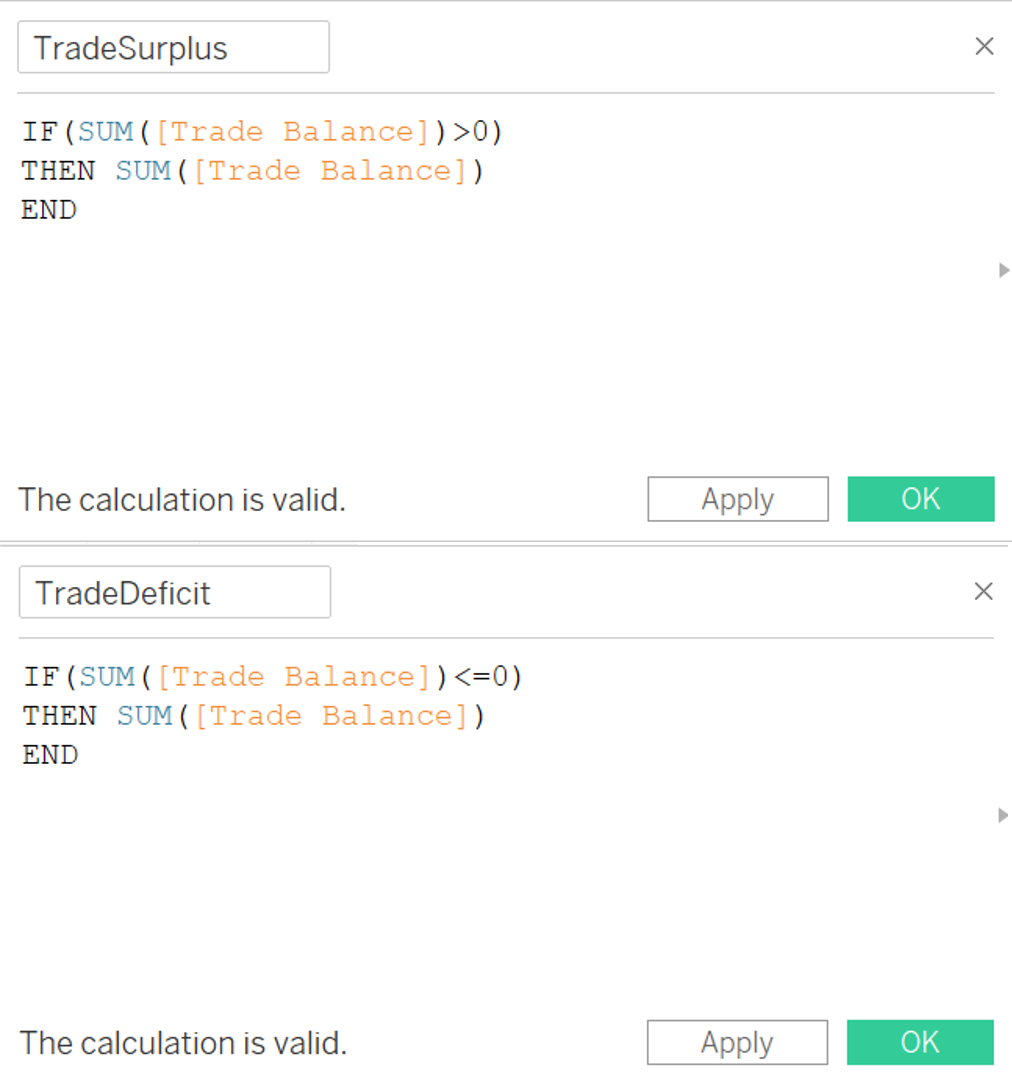 TradeSurplus
IF(SUM([Trade Balance])>0)
THEN SUM([Trade Balance])
END
The calculation is valid.
Apply
OK
TradeDeficit
IF(SUM([Trade Balance])<=0)
THEN SUM([Trade Balance])
END
The calculation is valid.
Apply
OK